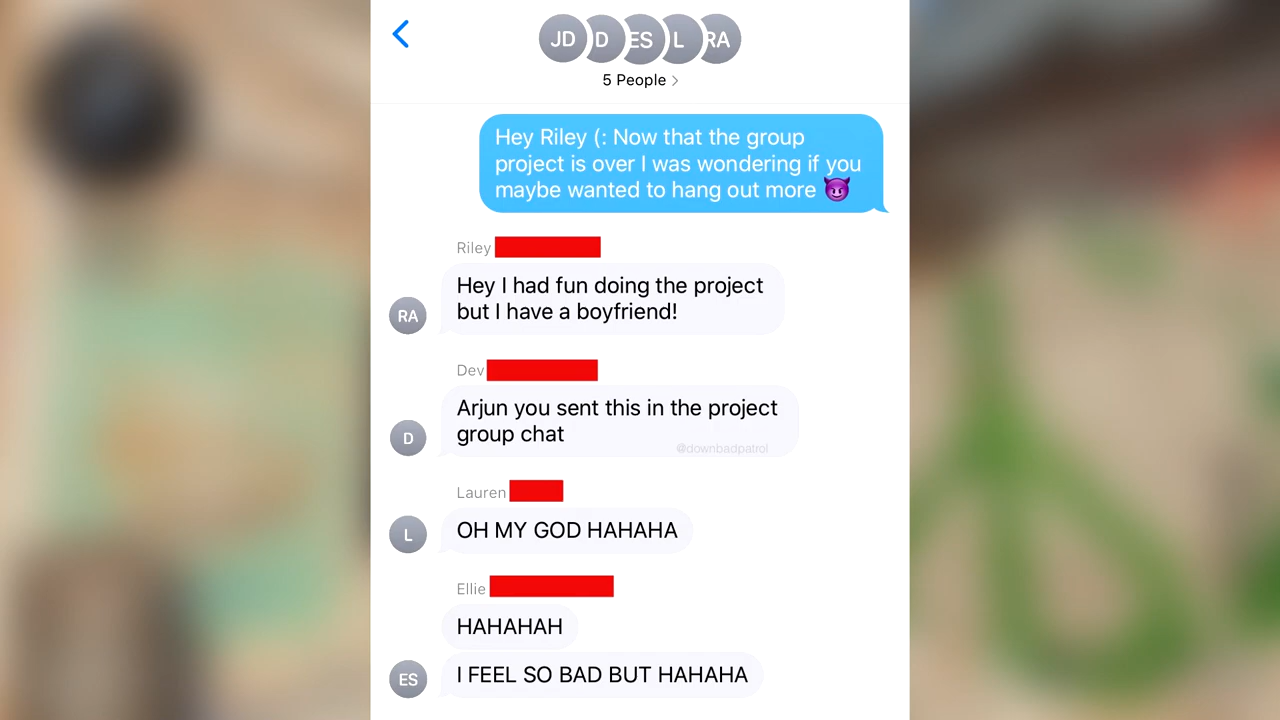 JD D ES L RA
5 People
Hey Riley (: Now that the group
project is over I was wondering if you
maybe wanted to hang out more 😈
Riley
RA
Hey I had fun doing the project
but I have a boyfriend!
Dev
D
Arjun you sent this in the project
group chat
@downbadpatrol
Lauren
L
OH MY GOD HAHAHA
Ellie
HAHAHAH
ES
I FEEL SO BAD BUT HAHAHA